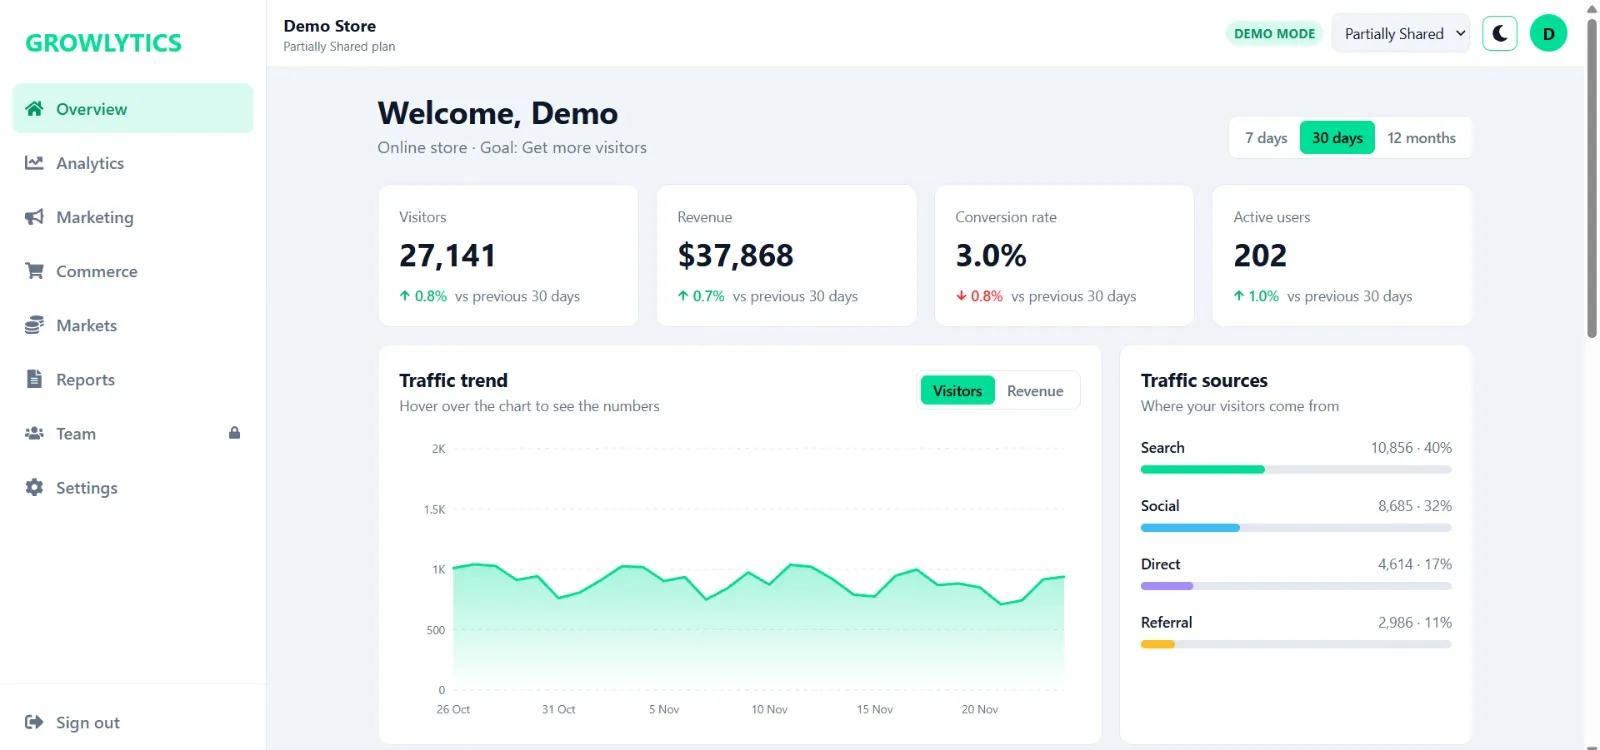 GROWLYTICS
Overview
Analytics
Marketing
Commerce
Markets
Reports
Team
Settings
Sign out
Demo Store
Partially Shared plan
DEMO MODE
Partially Shared
D
Welcome, Demo
Online store · Goal: Get more visitors
7 days
30 days
12 months
Visitors
27,141
↑ 0.8% vs previous 30 days
Revenue
$37,868
↑ 0.7% vs previous 30 days
Conversion rate
3.0%
↓ 0.8% vs previous 30 days
Active users
202
↑ 1.0% vs previous 30 days
Traffic trend
Hover over the chart to see the numbers
Visitors
Revenue
2K
1.5K
1K
500
0
26 Oct
31 Oct
5 Nov
10 Nov
15 Nov
20 Nov
Traffic sources
Where your visitors come from
Search 10,856 · 40%
Social 8,685 · 32%
Direct 4,614 · 17%
Referral 2,986 · 11%